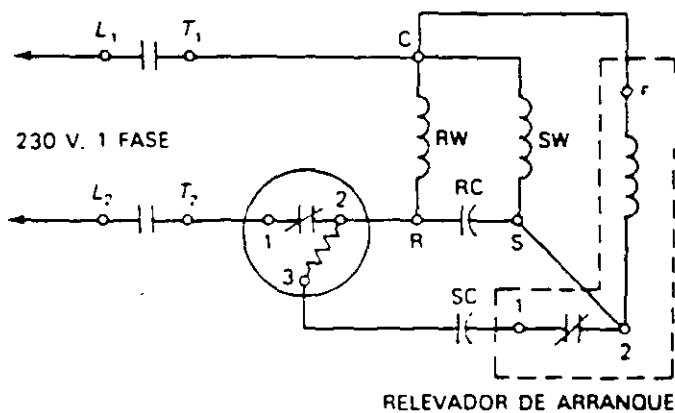 L₁ T₁ C
5
RW SW
230 V. 1 FASE
RC
L₂ T₂ 2
1 R S
3
SC 1
2
RELEVADOR DE ARRANQUE